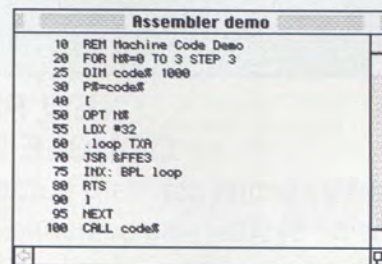 Assembler demo
10 REM Machine Code Demo
20 FOR N%=0 TO 3 STEP 3
25 DIM code% 1000
30 P%=code%
40 [
50 OPT N%
55 LDX #32
60 .loop TXA
70 JSR &FFE3
75 INX: BPL loop
80 RTS
90 ]
95 NEXT
100 CALL code%